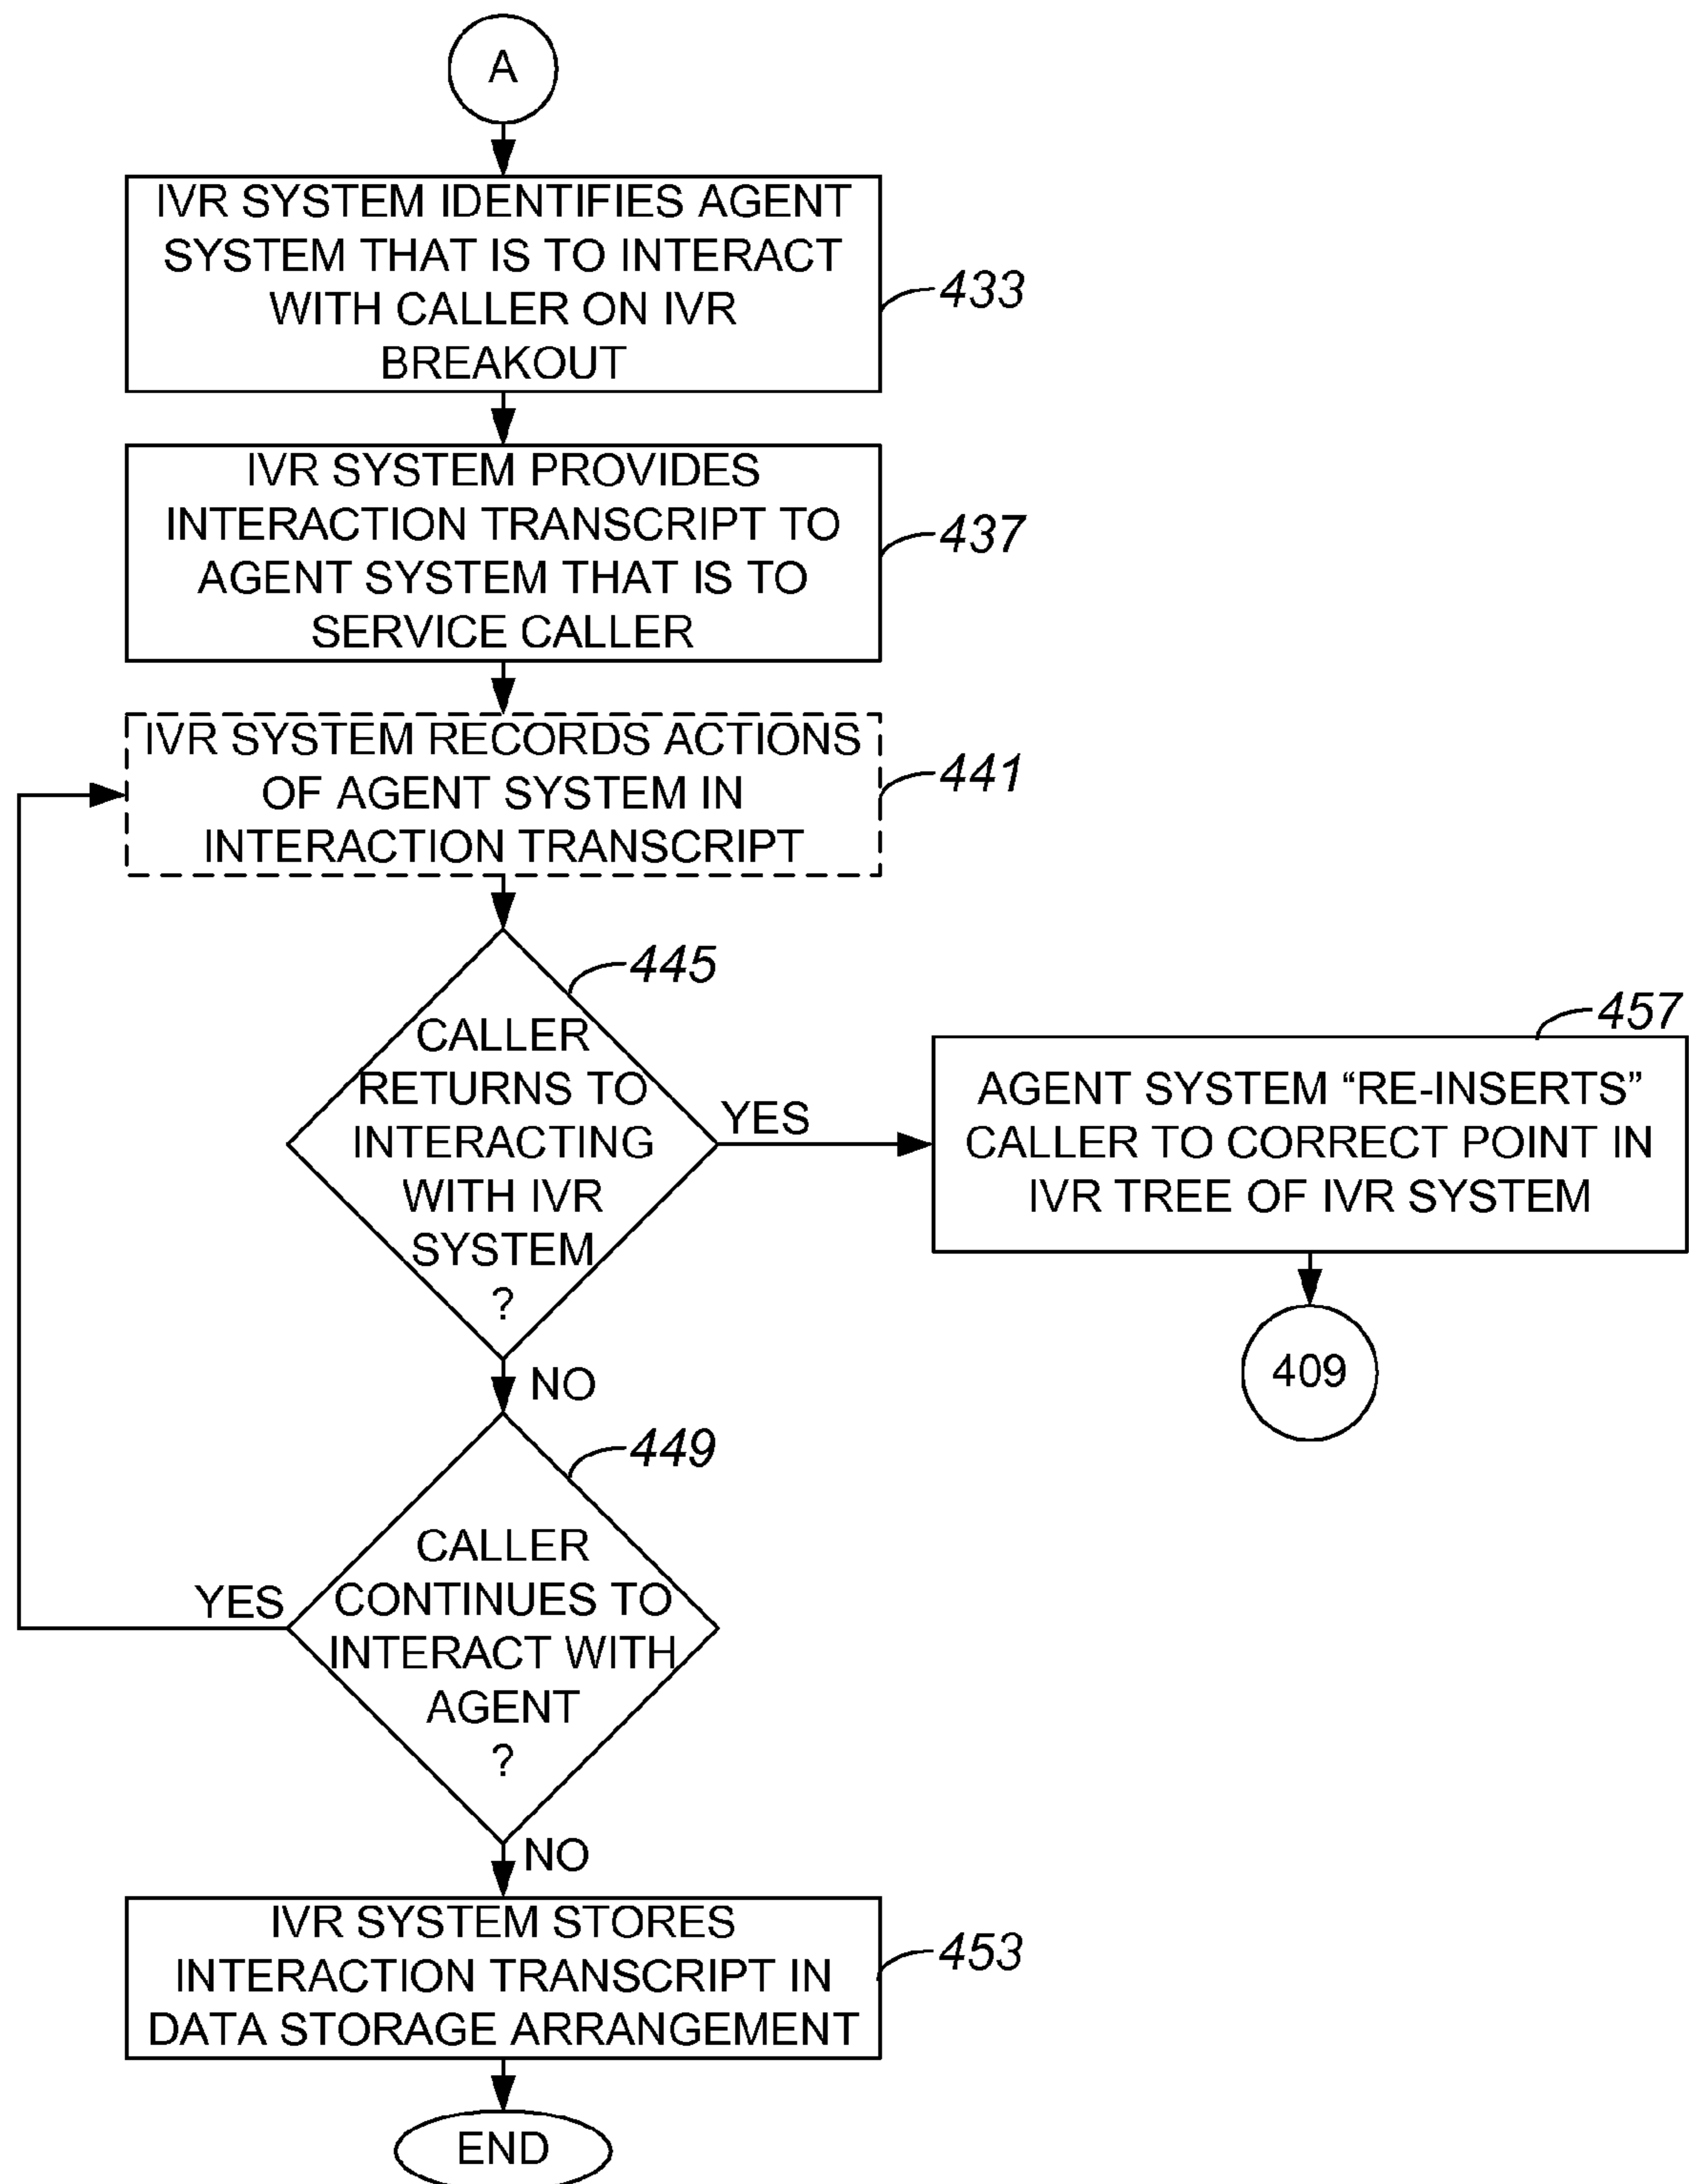 A
IVR SYSTEM IDENTIFIES AGENT
SYSTEM THAT IS TO INTERACT
WITH CALLER ON IVR
BREAKOUT
433
IVR SYSTEM PROVIDES
INTERACTION TRANSCRIPT TO
AGENT SYSTEM THAT IS TO
SERVICE CALLER
437
IVR SYSTEM RECORDS ACTIONS
OF AGENT SYSTEM IN
INTERACTION TRANSCRIPT
441
445
CALLER
RETURNS TO
INTERACTING
WITH IVR
SYSTEM
?
YES
457
AGENT SYSTEM “RE-INSERTS”
CALLER TO CORRECT POINT IN
IVR TREE OF IVR SYSTEM
409
NO
449
CALLER
CONTINUES TO
INTERACT WITH
AGENT
?
YES
NO
IVR SYSTEM STORES
INTERACTION TRANSCRIPT IN
DATA STORAGE ARRANGEMENT
453
END